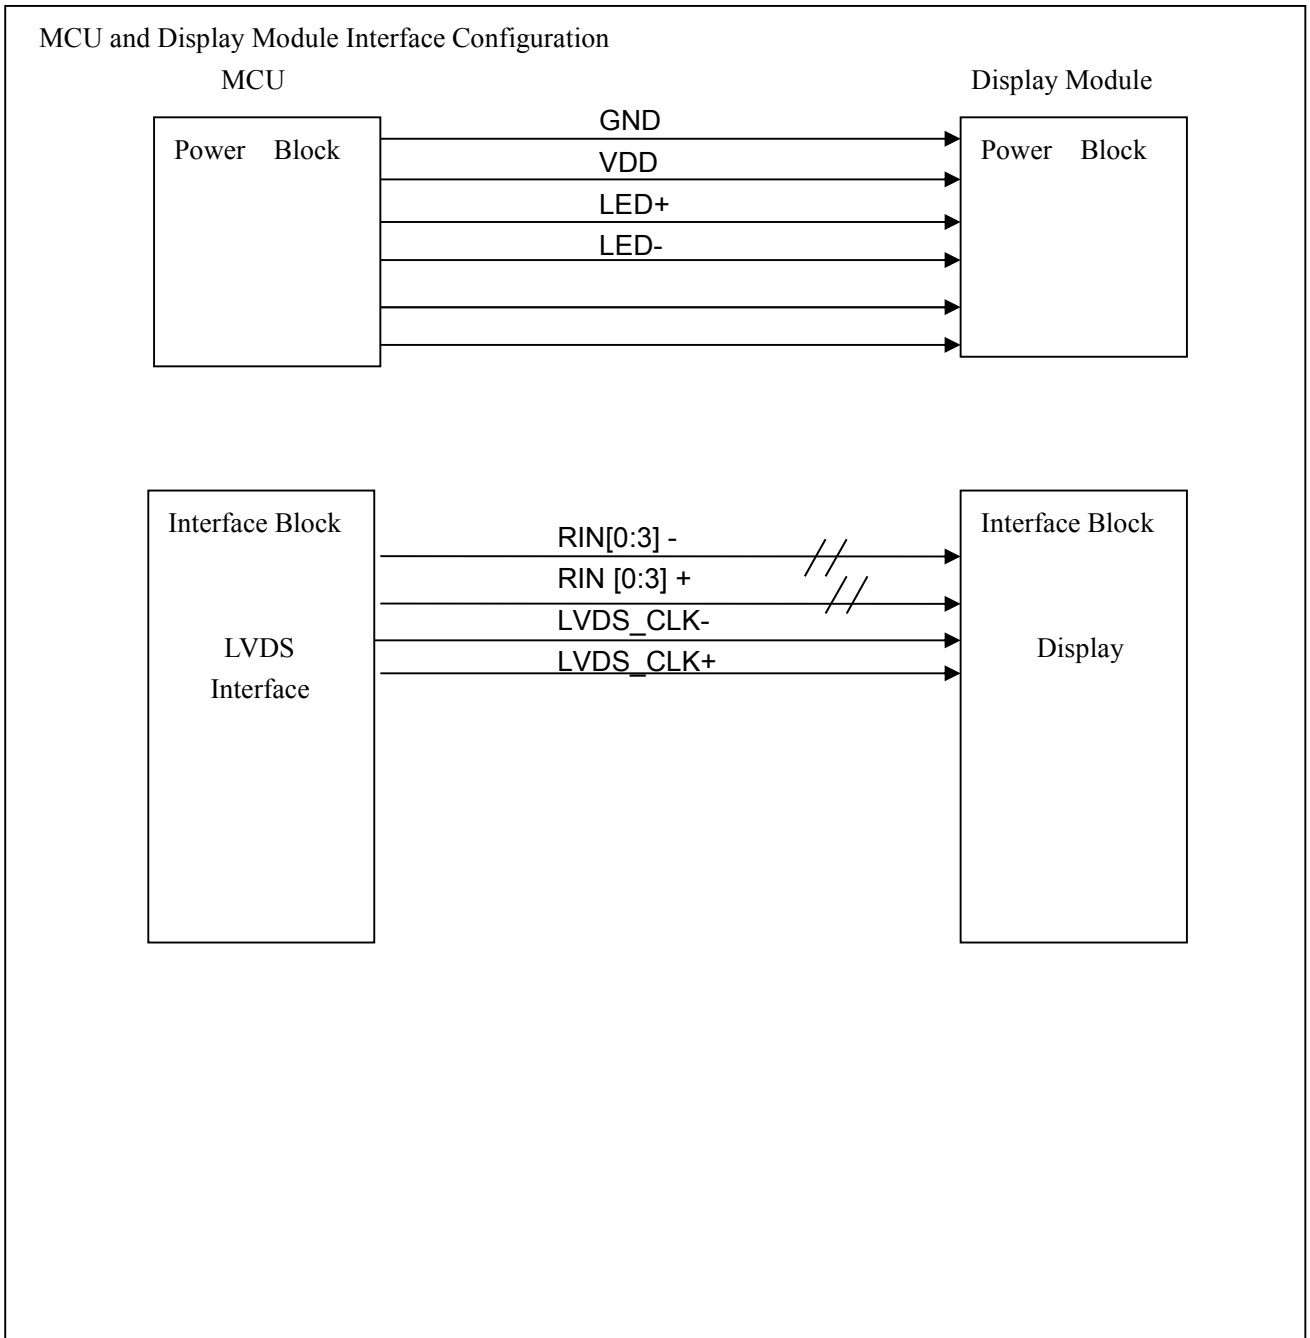 MCU and Display Module Interface Configuration
MCU
Display Module
Power Block
GND
VDD
LED+
LED-
Power Block
Interface Block
LVDS
Interface
RIN[0:3] -
RIN [0:3] +
LVDS_CLK-
LVDS_CLK+
Interface Block
Display